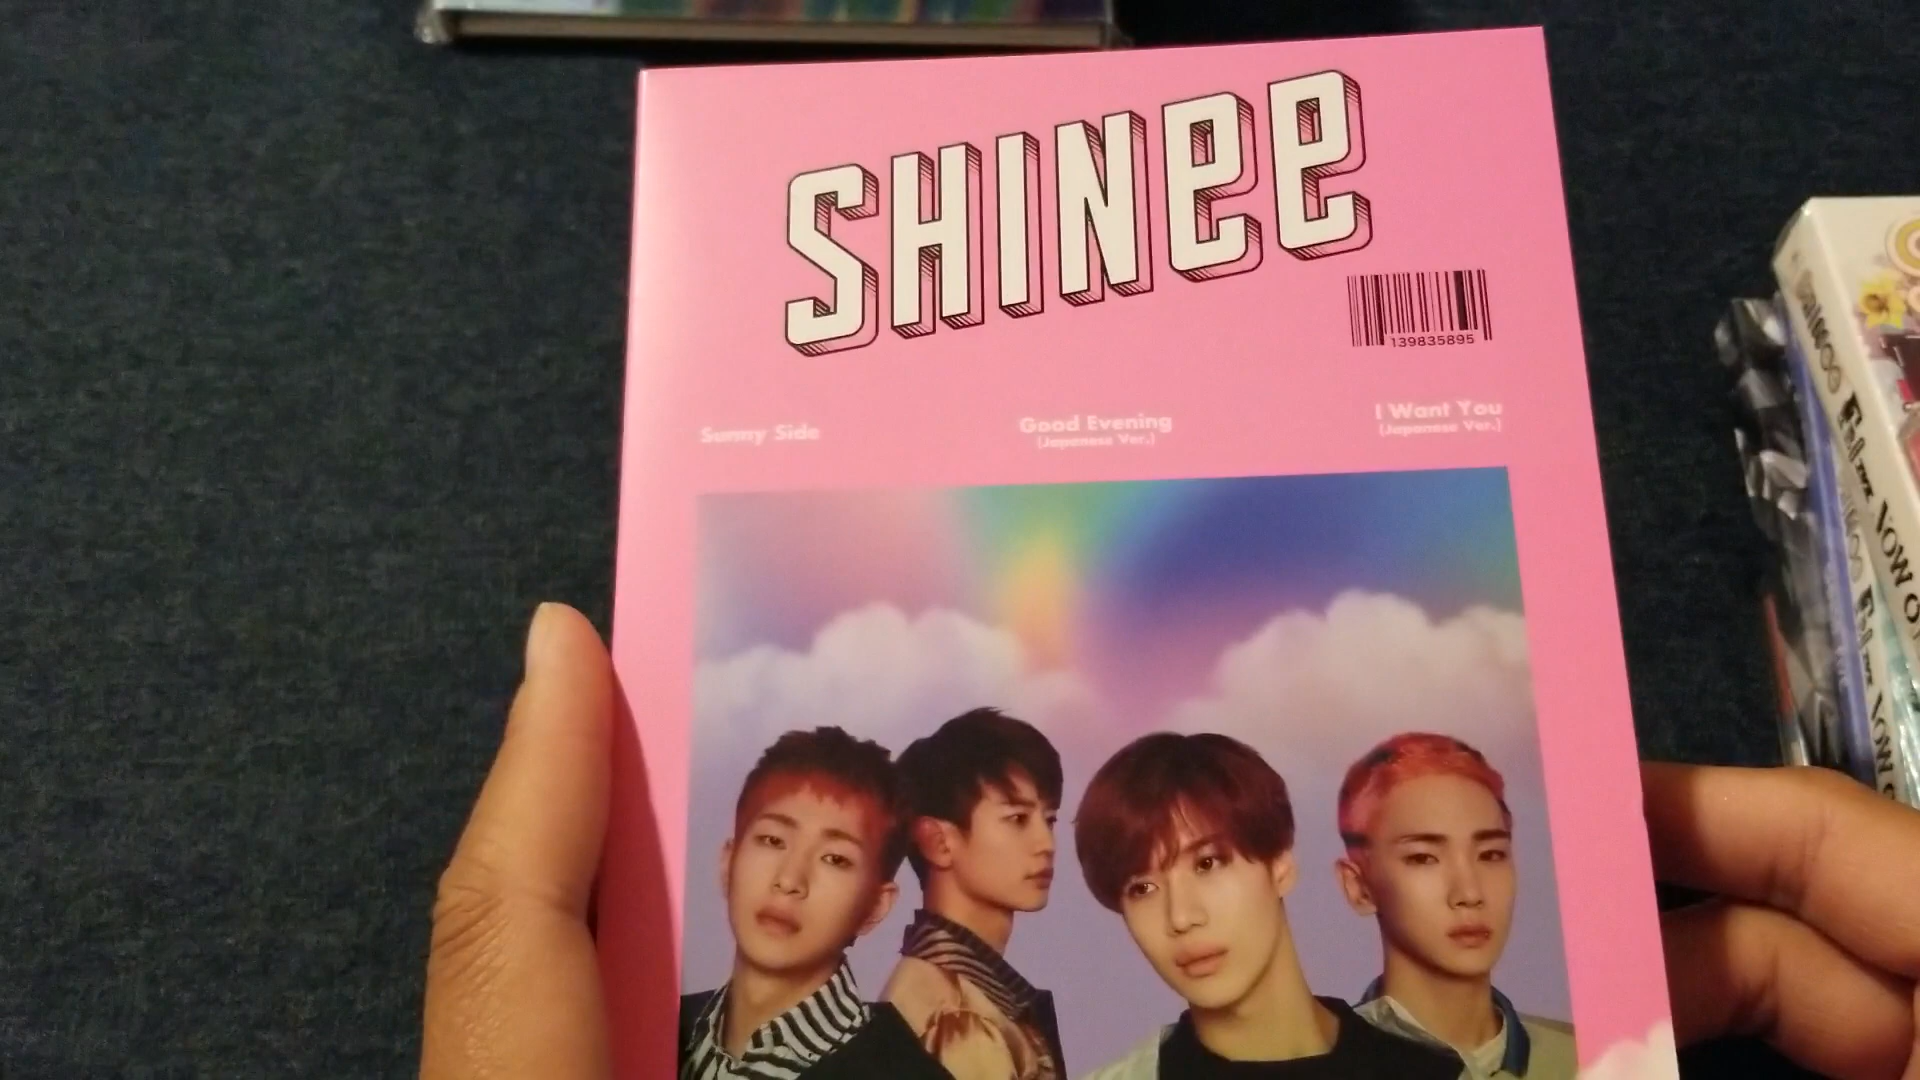 SHINee
139835895
Sunny Side
Good Evening
(Japanese Ver.)
I Want You
(Japanese Ver.)